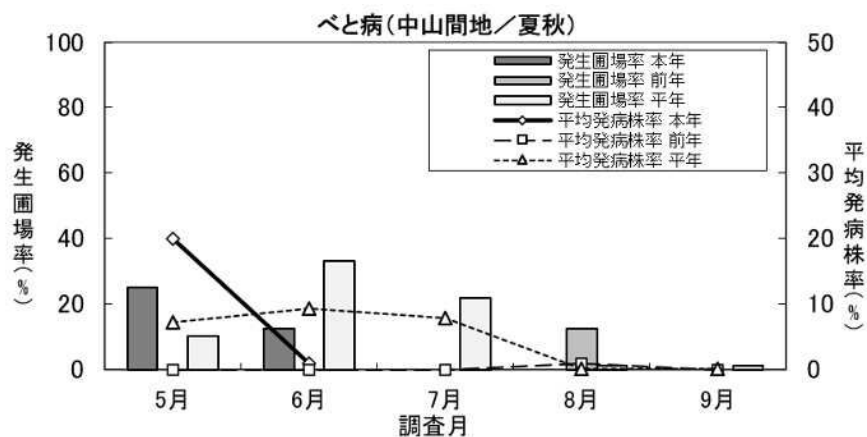 べと病(中山間地／夏秋)
発生圃場率(%)
100
80
60
40
20
0
発生圃場率 本年
発生圃場率 前年
発生圃場率 平年
平均発病株率 本年
平均発病株率 前年
平均発病株率 平年
50
40
30
20
10
0
平均発病株率(%)
5月 6月 7月 8月 9月
調査月